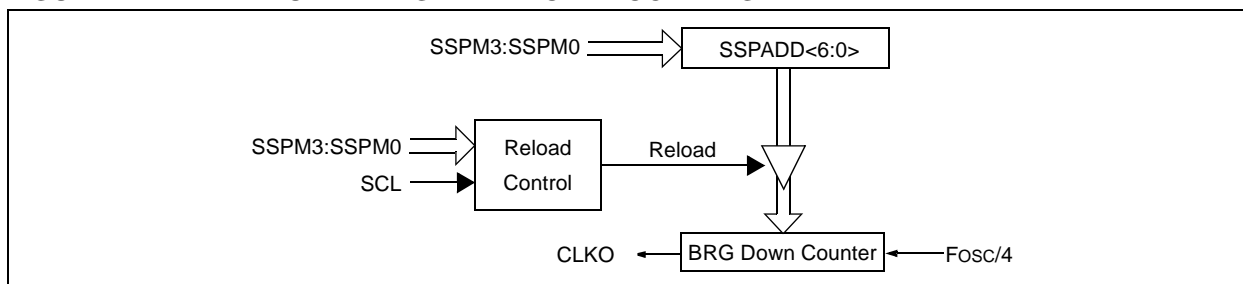 SSPM3:SSPM0
SSPADD<6:0>
SSPM3:SSPM0
SCL
Reload
Control
Reload
CLKO
BRG Down Counter
FOSC/4